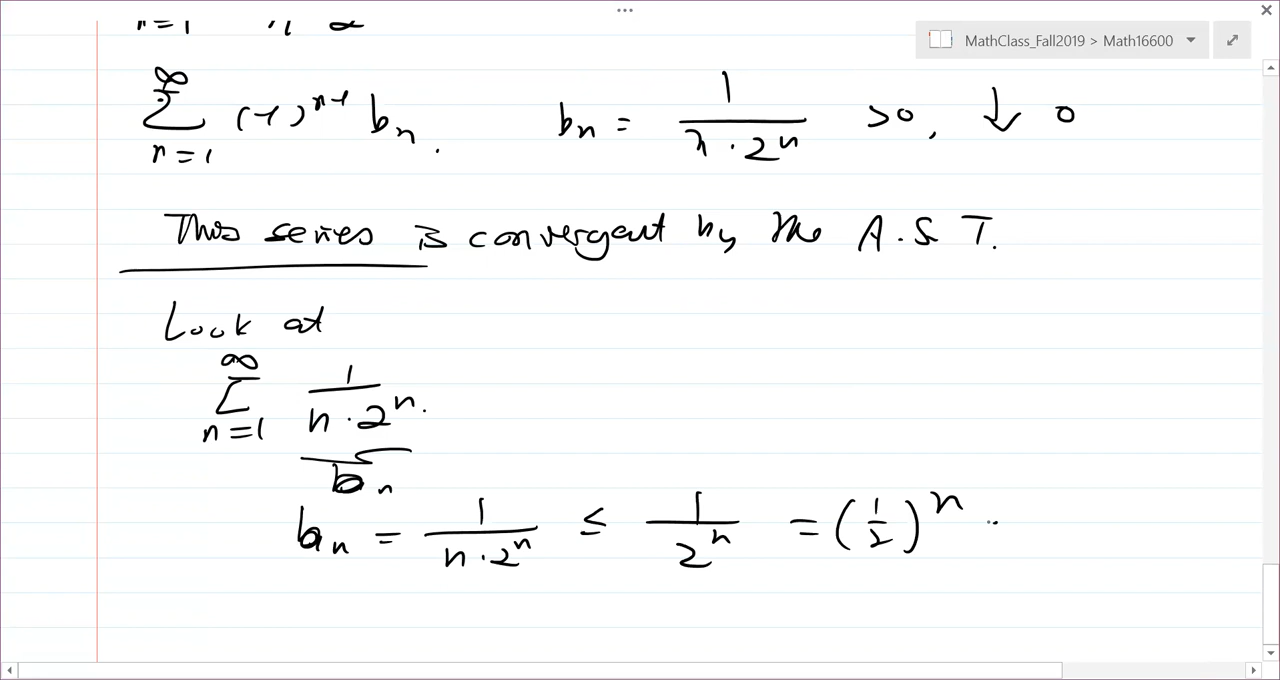 MathClass_Fall2019 > Math16600
∞
Σ (-1)^{n-1} b_n. b_n = 1 / (n · 2^n) >0, ↓ 0
n=1
This series is convergent by the A.S.T.
Look at
∞
Σ 1 / (n · 2^n).
n=1
b_n
b_n = 1 / (n · 2^n) ≤ 1 / 2^n = (1/2)^n